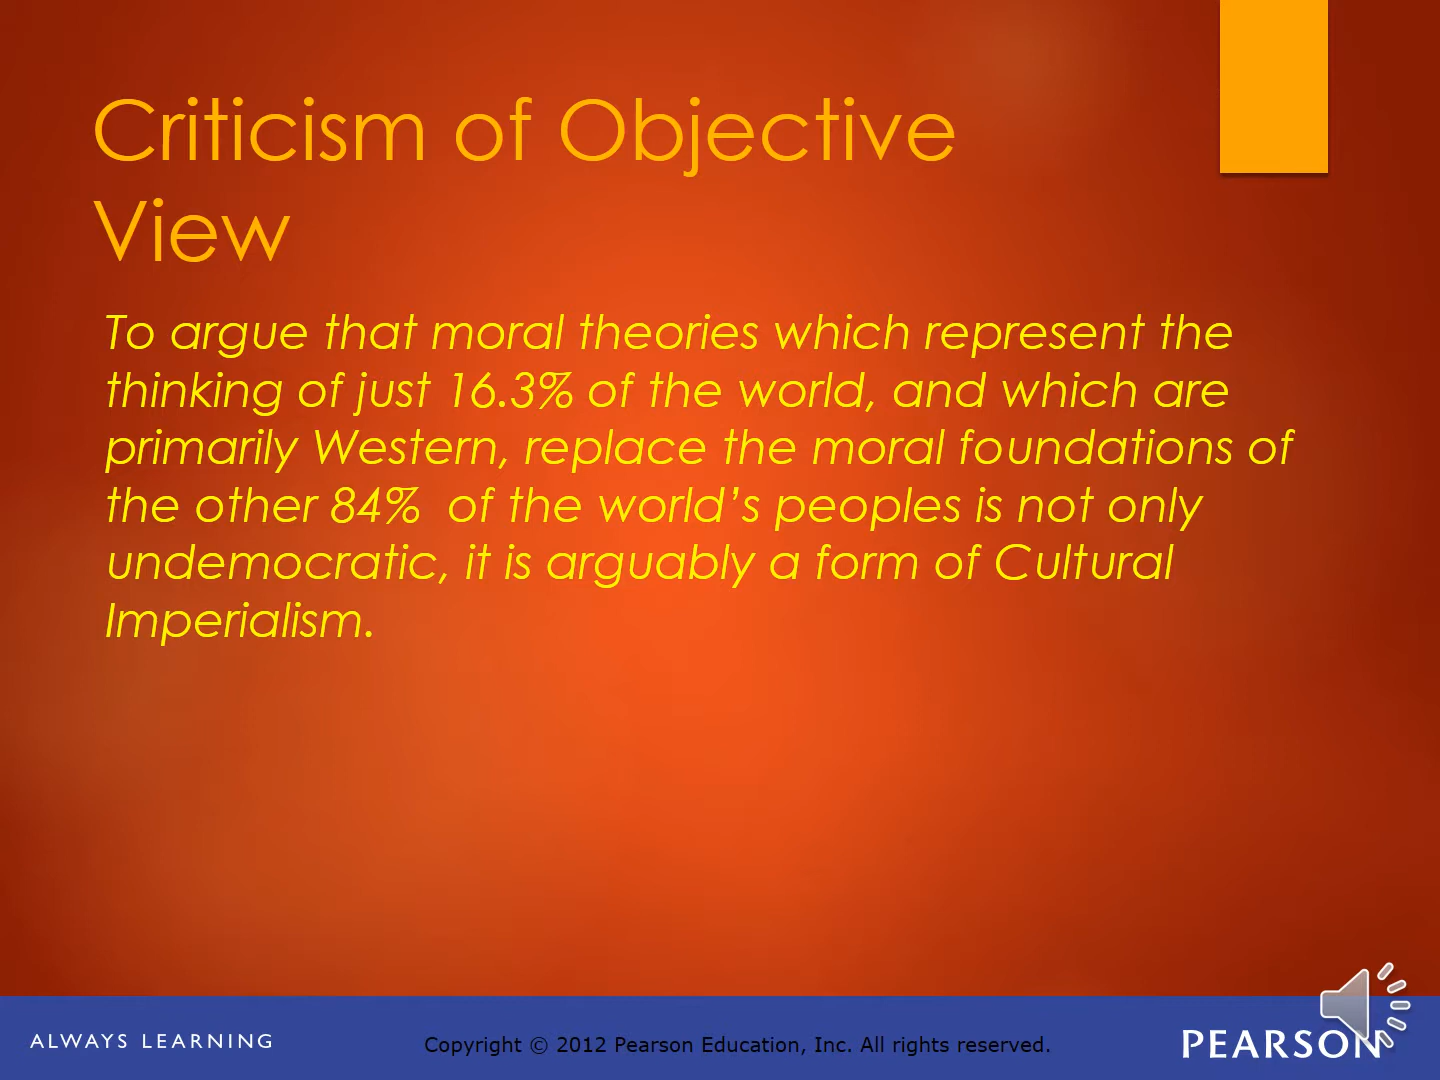 Criticism of Objective
View
To argue that moral theories which represent the
thinking of just 16.3% of the world, and which are
primarily Western, replace the moral foundations of
the other 84%  of the world’s peoples is not only
undemocratic, it is arguably a form of Cultural
Imperialism.
ALWAYS LEARNING
Copyright © 2012 Pearson Education, Inc. All rights reserved.
PEARSON